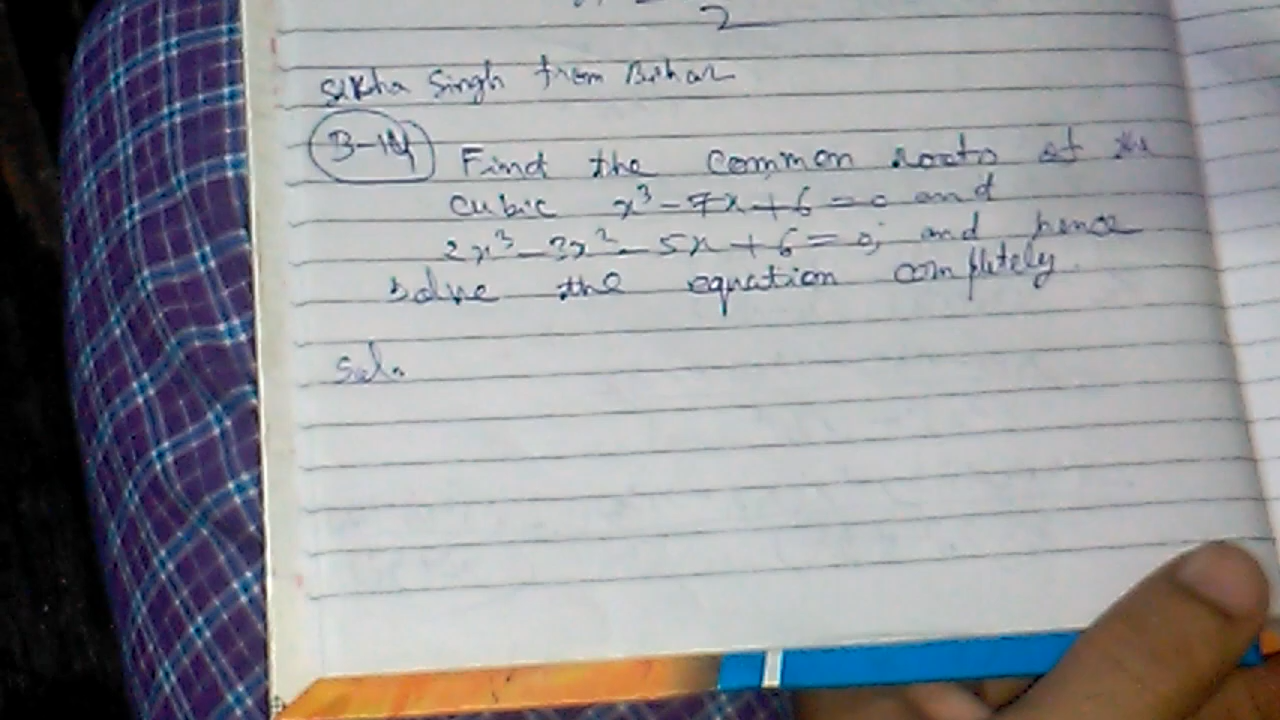 2
Sikha Singh from Bihar
B-14 Find the common roots of the
cubic x³ - 7x + 6 = 0 and
2x³ - 3x² - 5x + 6 = 0; and hence
solve the equation completely.
Sol.